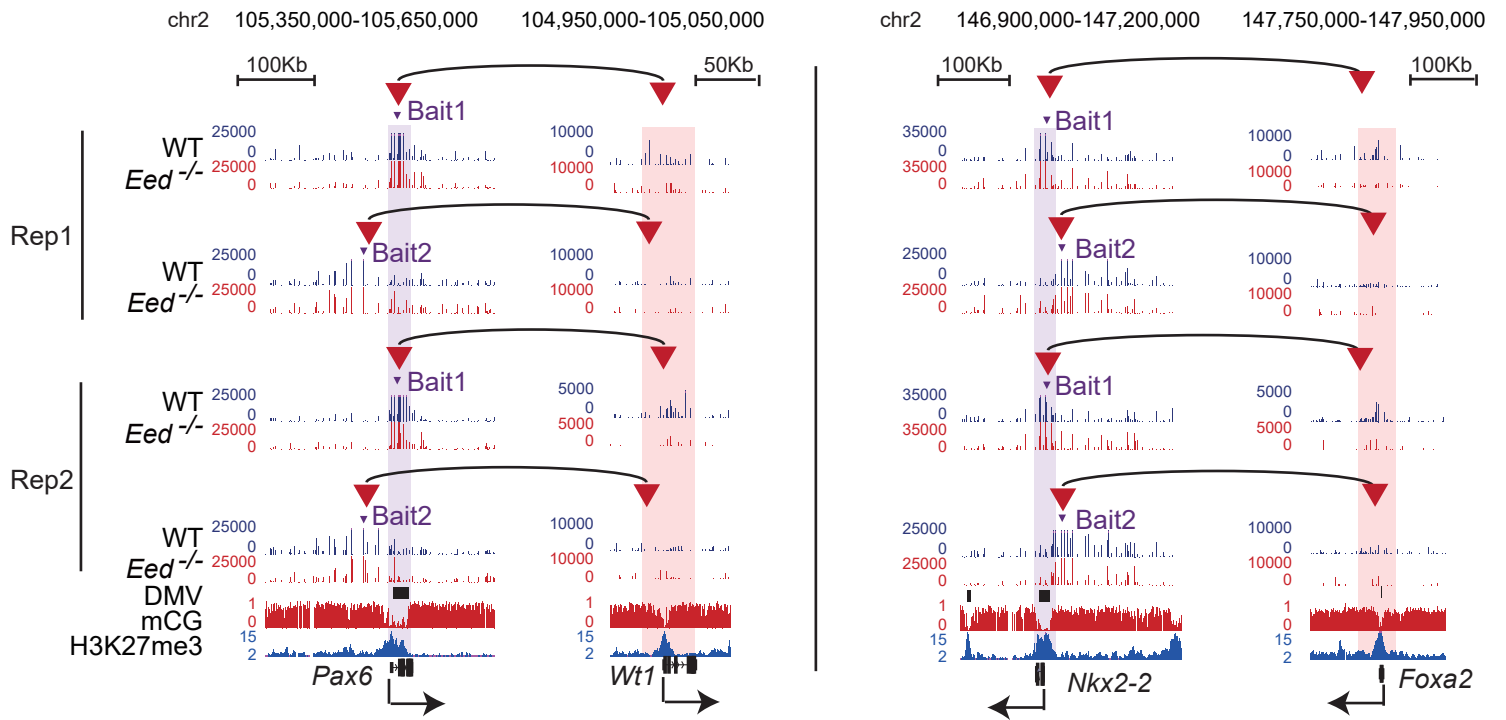 chr2 105,350,000-105,650,000 104,950,000-105,050,000 chr2 146,900,000-147,200,000 147,750,000-147,950,000
100Kb 50Kb 100Kb 100Kb
Bait1 Bait1
WT 25000 0 10000 0 35000 0 10000 0
Eed -/- 25000 0 10000 0 35000 10000 0
Rep1
Bait2 Bait2
WT 25000 0 10000 0 25000 0 10000 0
Eed -/- 25000 0 10000 0 25000 0 10000 0
Bait1 Bait1
WT 25000 0 5000 0 35000 0 5000 0
Eed -/- 25000 0 5000 0 35000 5000 0
Rep2
Bait2 Bait2
WT 25000 0 10000 0 25000 0 10000 0
Eed -/- 25000 0 10000 0 25000 0 10000 0
DMV
mCG 1 0 1 0 1 0 1 0
H3K27me3 15 2 15 2 15 2 15 2
Pax6 Wt1 Nkx2-2 Foxa2